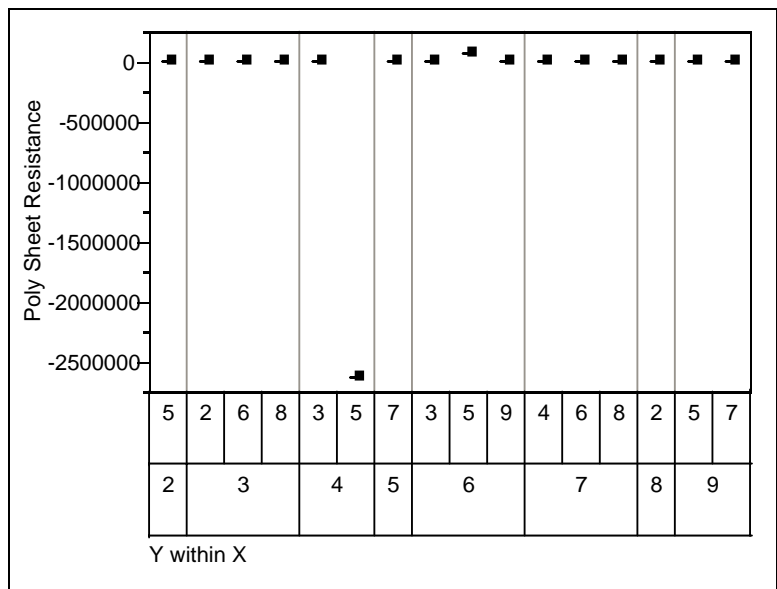 Poly Sheet Resistance
0
-500000
-1000000
-1500000
-2000000
-2500000
5 2 6 8 3 5 7 3 5 9 4 6 8 2 5 7
2 3 4 5 6 7 8 9
Y within X